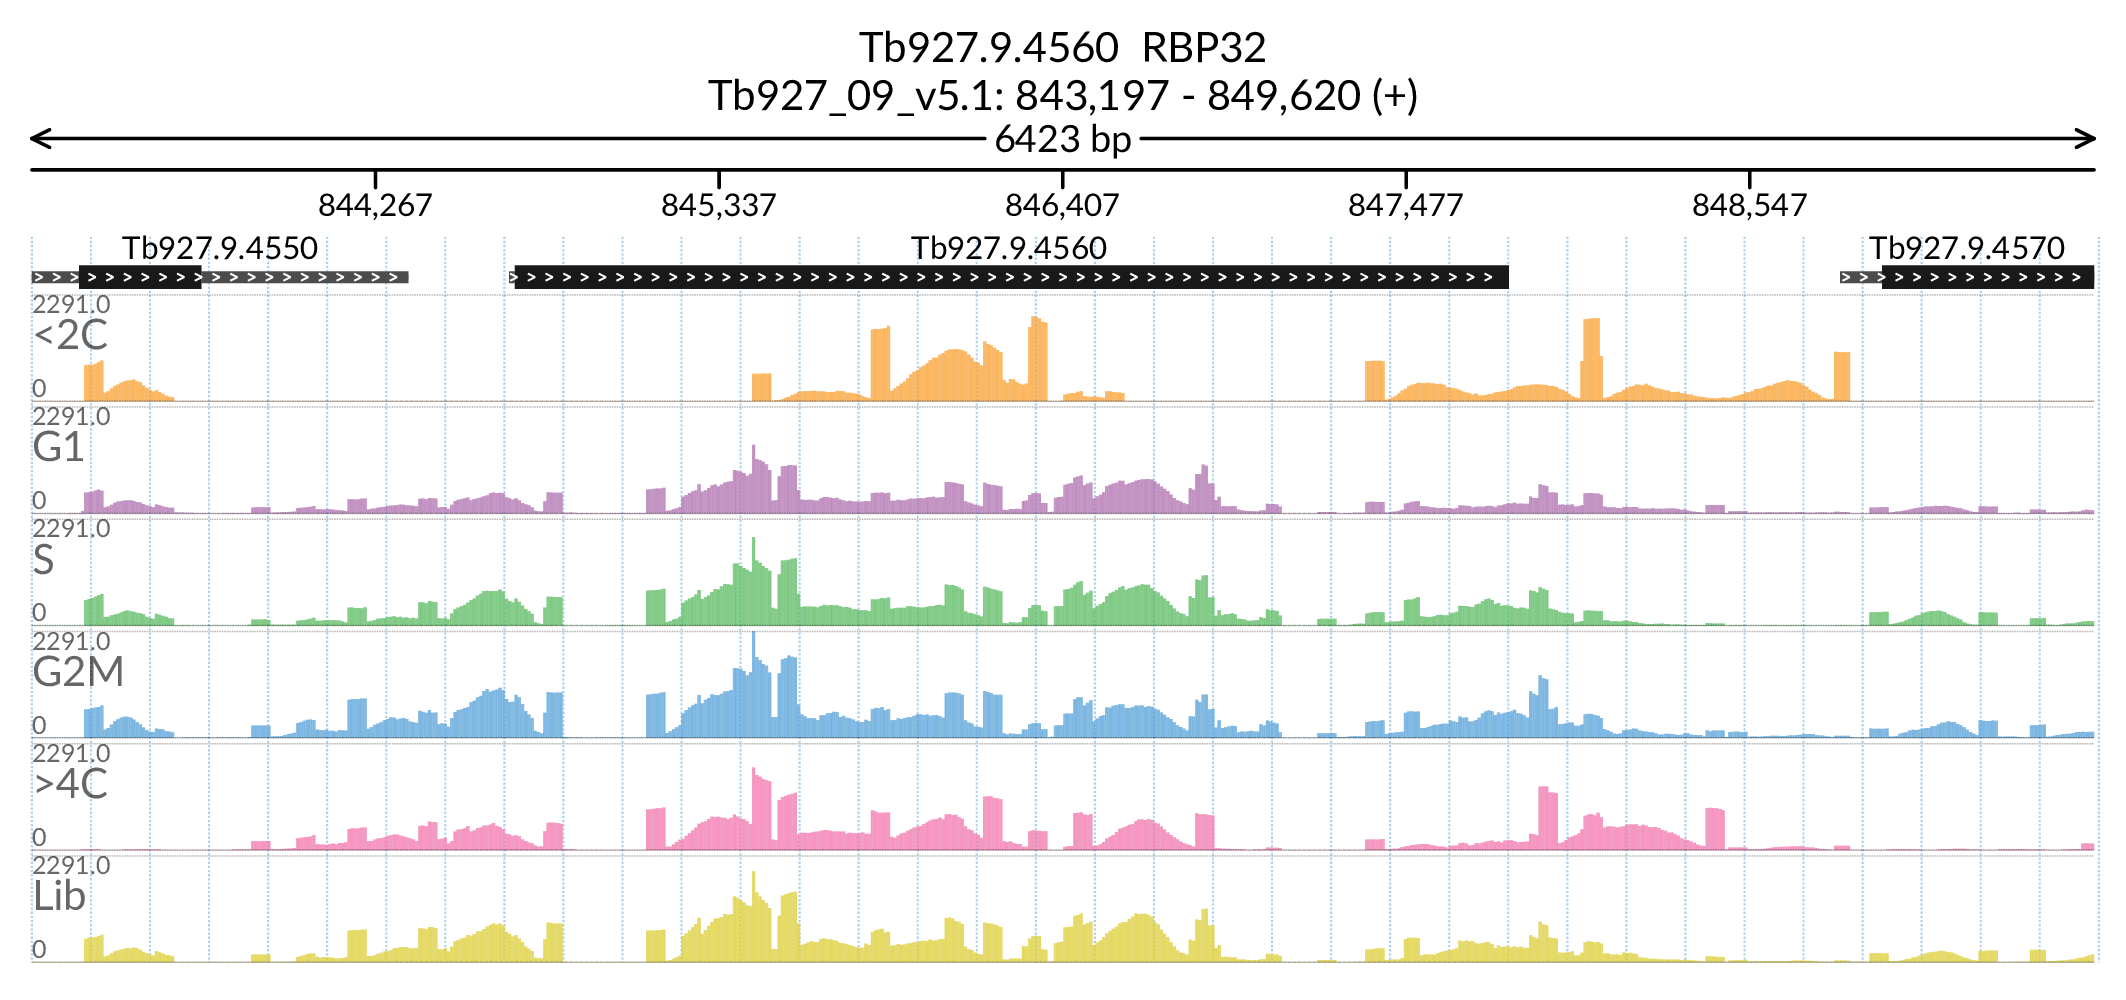 Tb927.9.4560 RBP32
Tb927_09_v5.1: 843,197 - 849,620 (+)
6423 bp
844,267 845,337 846,407 847,477 848,547
Tb927.9.4550 Tb927.9.4560 Tb927.9.4570
2291.0
<2C
0
2291.0
G1
0
2291.0
S
0
2291.0
G2M
0
2291.0
>4C
0
2291.0
Lib
0